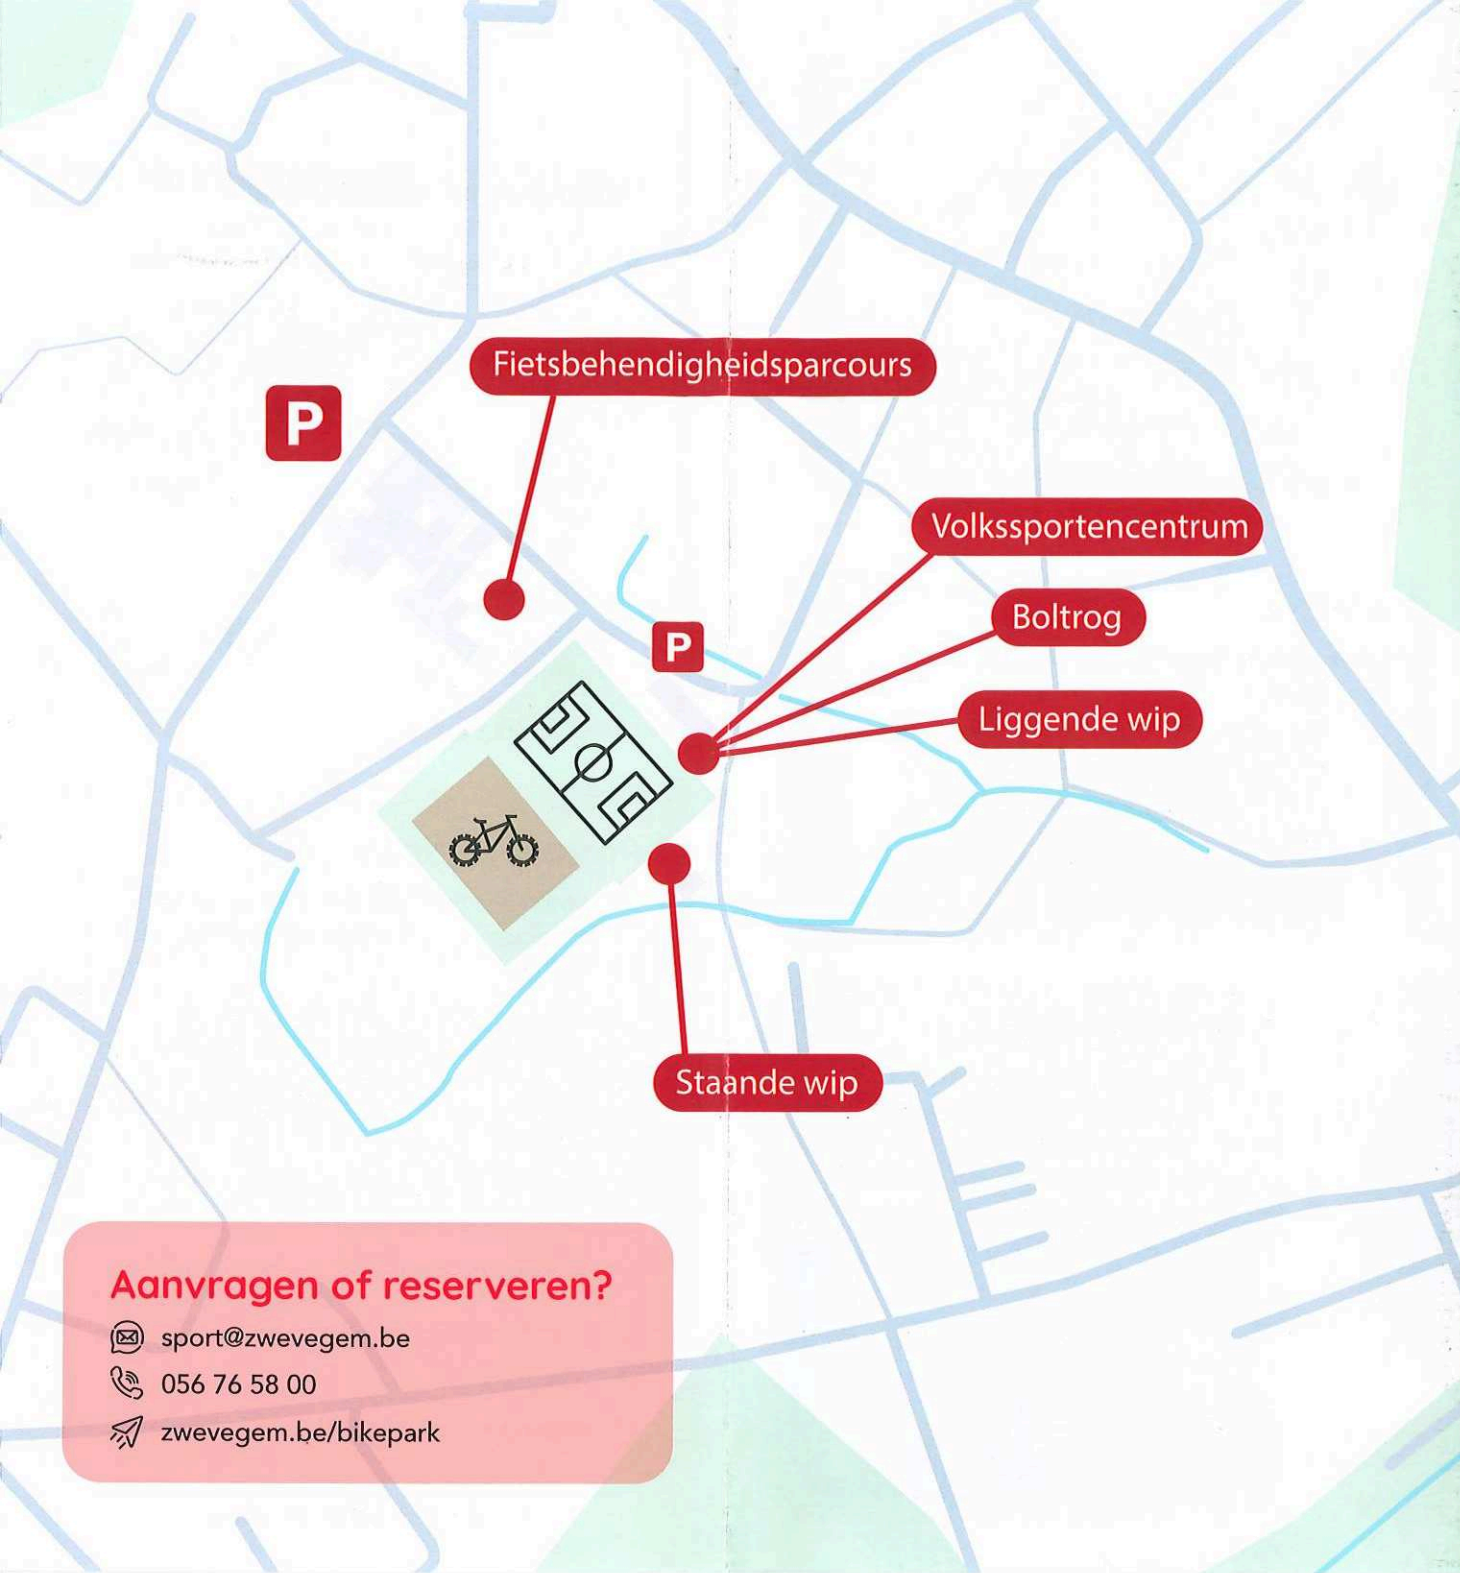 Fietsbehendigheidsparcours
P
Volkssportencentrum
Boltrog
P
Liggende wip
Staande wip
Aanvragen of reserveren?
sport@zwevegem.be
056 76 58 00
zwevegem.be/bikepark